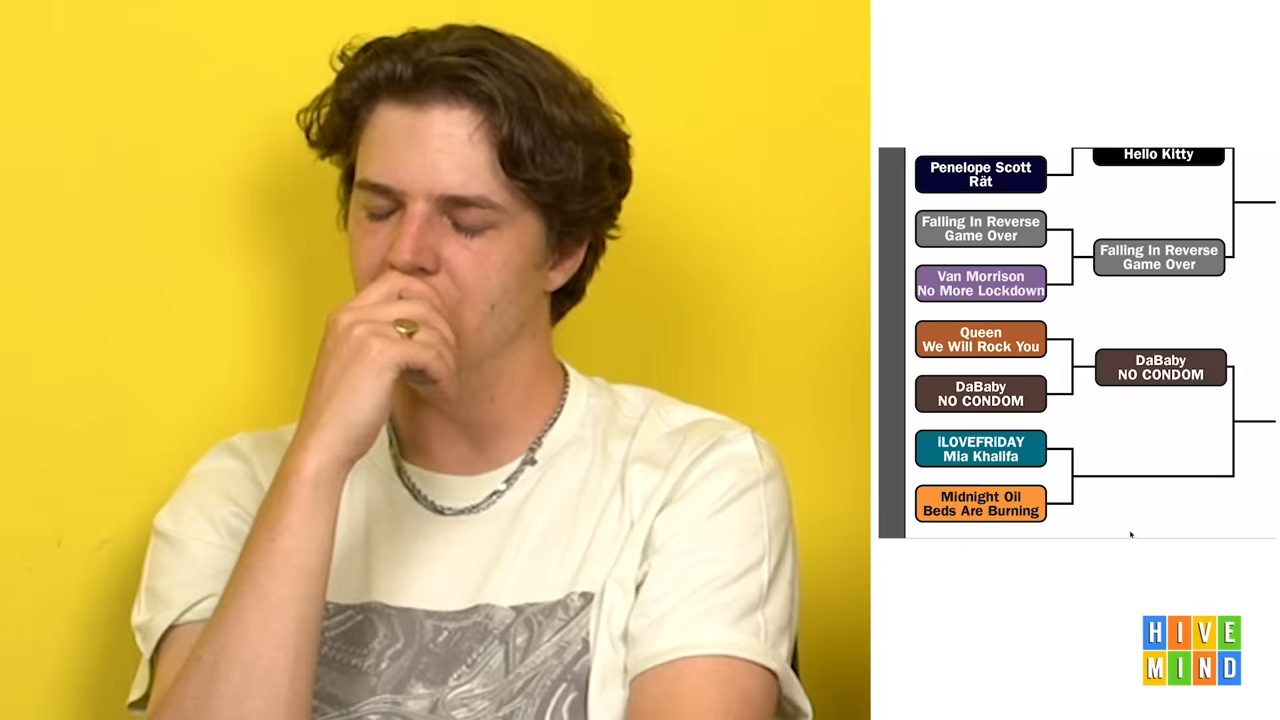 Hello Kitty
Penelope Scott
Rät
Falling In Reverse
Game Over
Falling In Reverse
Game Over
Van Morrison
No More Lockdown
Queen
We Will Rock You
DaBaby
NO CONDOM
DaBaby
NO CONDOM
iLOVEFRiDAY
Mia Khalifa
Midnight Oil
Beds Are Burning
HIVE
MIND